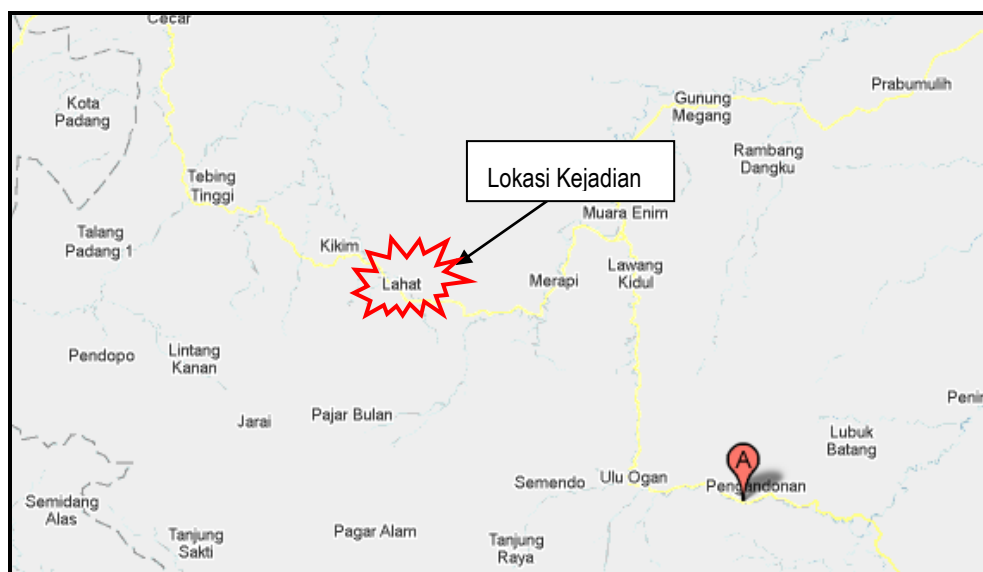 Cecar
Prabumulih
Gunung
Megang
Kota
Padang
Rambang
Dangku
Lokasi Kejadian
Tebing
Tinggi
Muara Enim
Talang
Padang 1
Kikim
Lahat
Merapi
Lawang
Kidul
Pendopo
Lintang
Kanan
Jarai
Pajar Bulan
Lubuk
Batang
A
Semendo
Ulu Ogan
Pengandonan
Semidang
Alas
Tanjung
Sakti
Pagar Alam
Tanjung
Raya